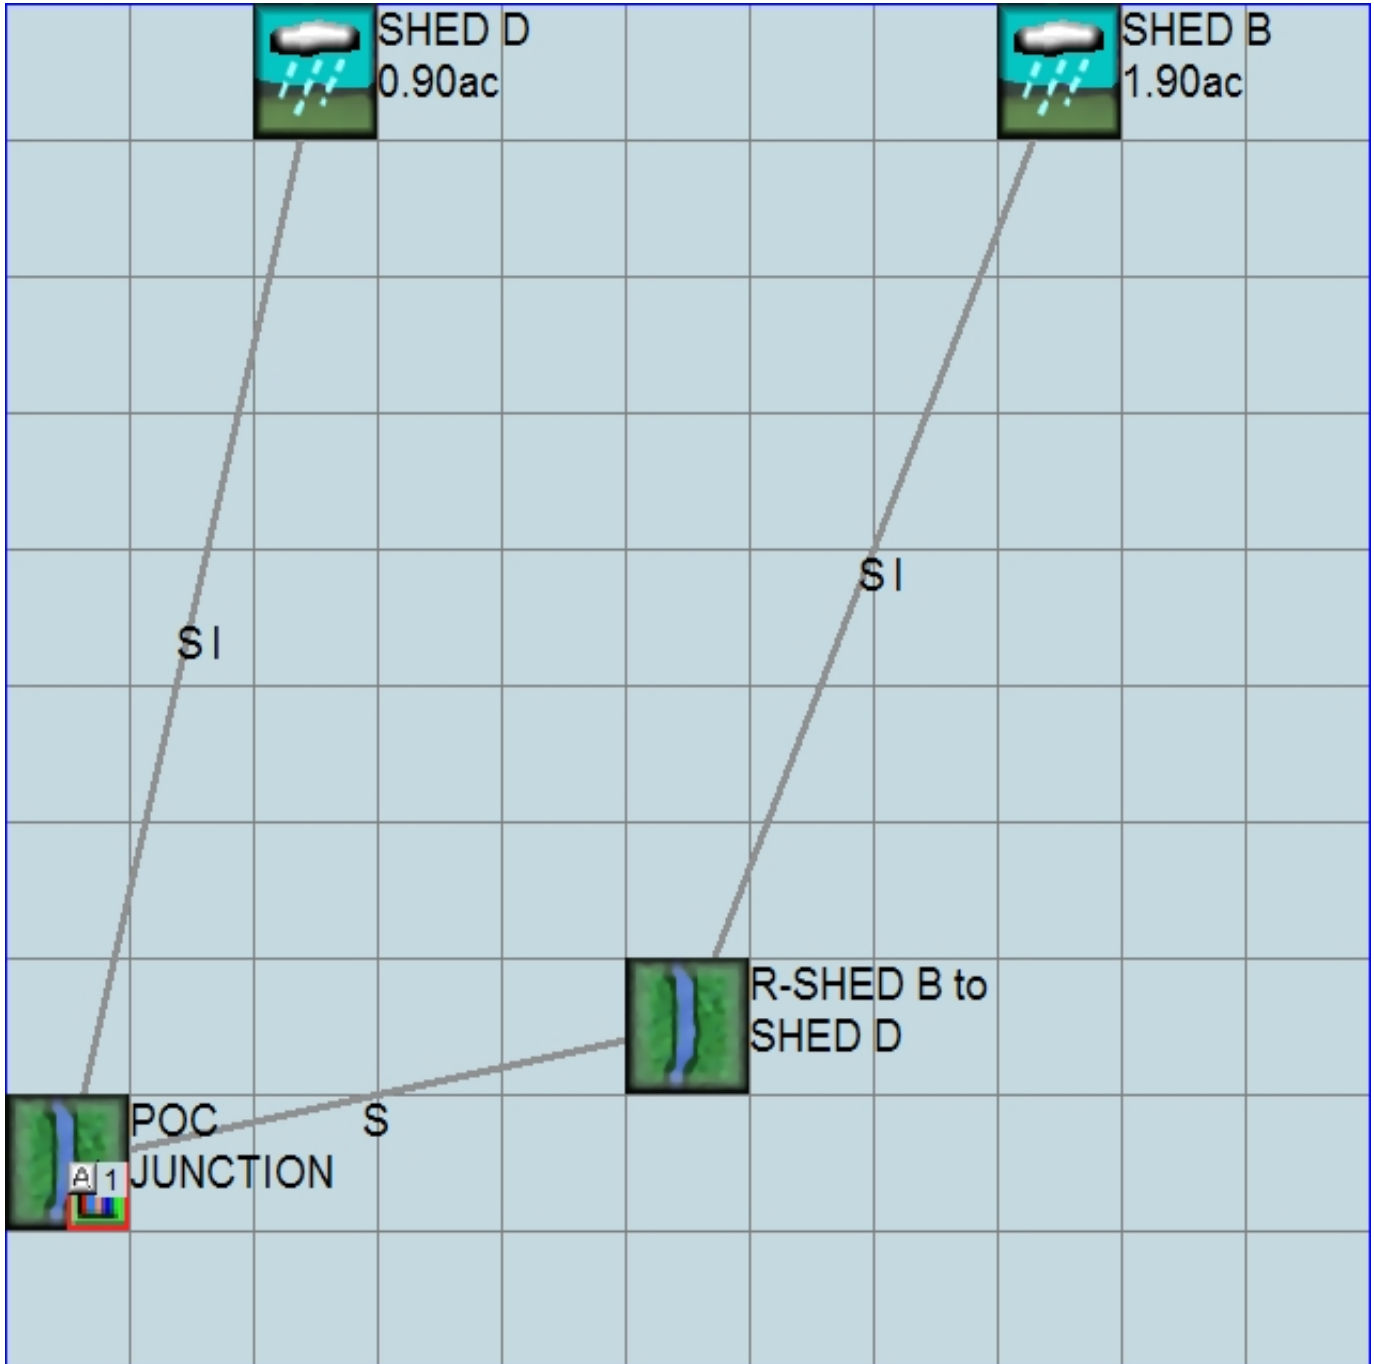 SHED D
0.90ac
SHED B
1.90ac
S I
S I
R-SHED B to
SHED D
S
POC
JUNCTION
A 1